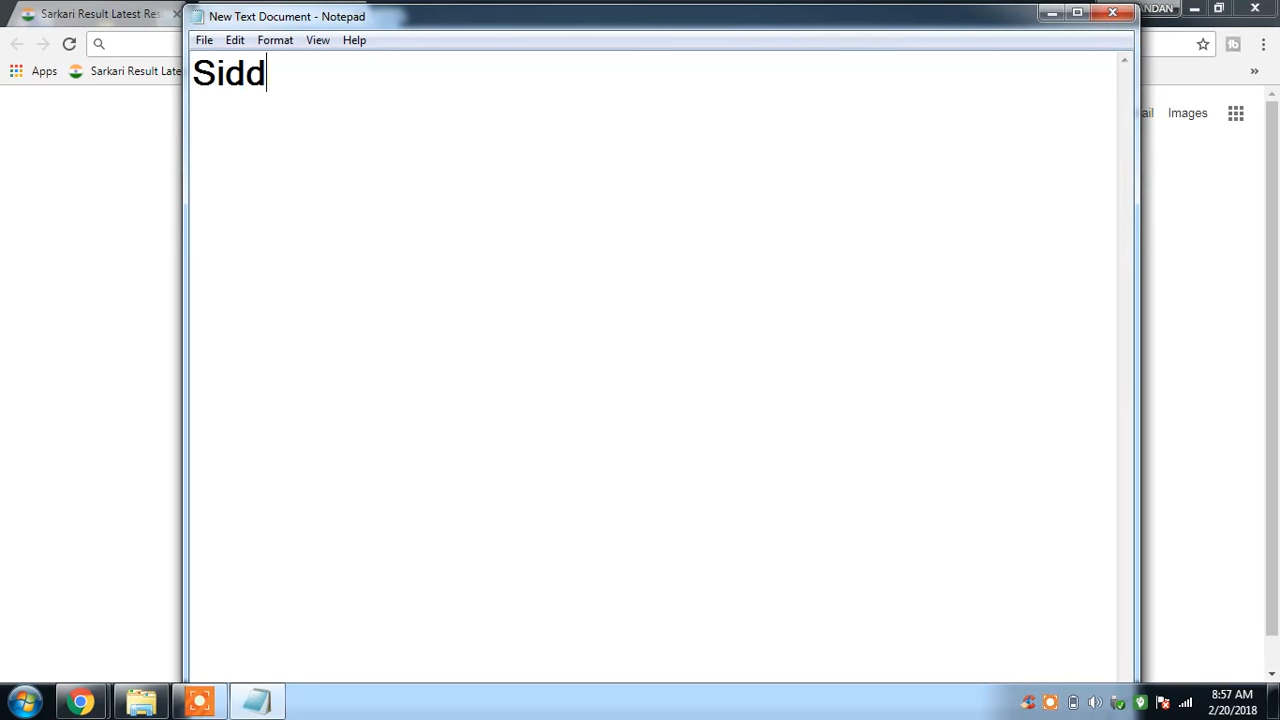 Sarkari Result Latest Res
New Text Document - Notepad
File Edit Format View Help
Apps
Sarkari Result Late
Sidd
Images
8:57 AM
2/20/2018